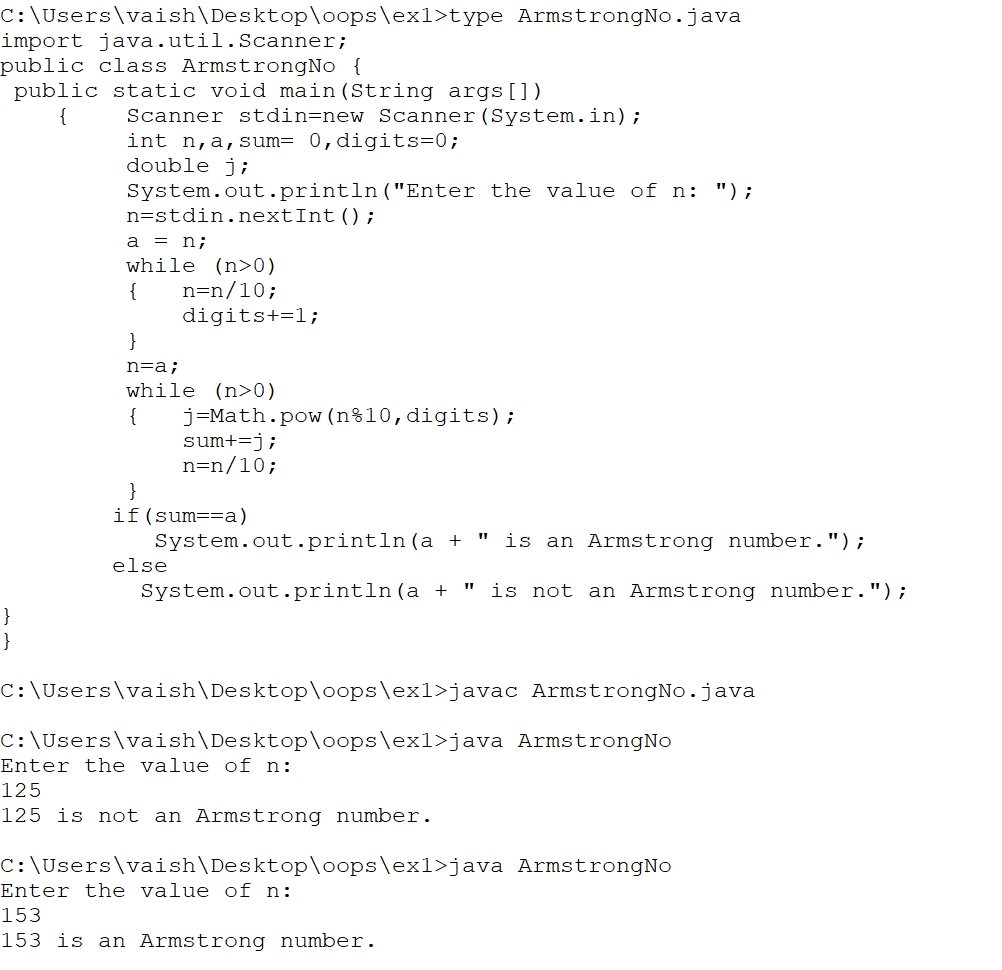 C:\Users\vaish\Desktop\oops\ex1>type ArmstrongNo.java
import java.util.Scanner;
public class ArmstrongNo {
 public static void main(String args[])
    {    Scanner stdin=new Scanner(System.in);
         int n,a,sum= 0,digits=0;
         double j;
         System.out.println("Enter the value of n: ");
         n=stdin.nextInt();
         a = n;
         while (n>0)
         {   n=n/10;
             digits+=1;
         }
         n=a;
         while (n>0)
         {   j=Math.pow(n%10,digits);
             sum+=j;
             n=n/10;
         }
        if(sum==a)
           System.out.println(a + " is an Armstrong number.");
        else
          System.out.println(a + " is not an Armstrong number.");
}
}

C:\Users\vaish\Desktop\oops\ex1>javac ArmstrongNo.java

C:\Users\vaish\Desktop\oops\ex1>java ArmstrongNo
Enter the value of n:
125
125 is not an Armstrong number.

C:\Users\vaish\Desktop\oops\ex1>java ArmstrongNo
Enter the value of n:
153
153 is an Armstrong number.